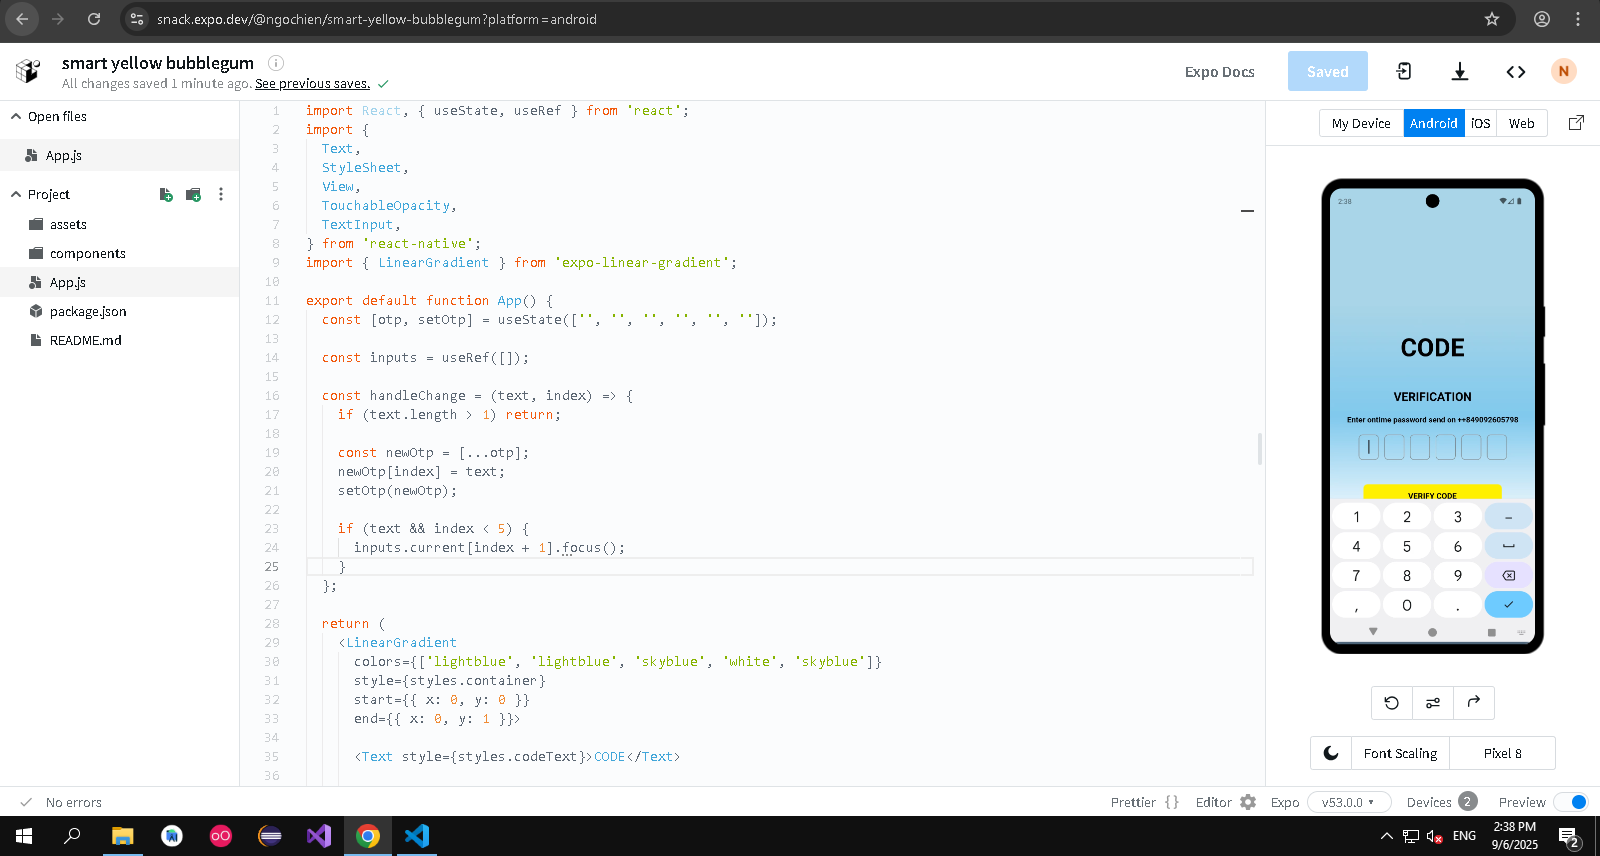 snack.expo.dev/@ngochien/smart-yellow-bubblegum?platform=android
smart yellow bubblegum
All changes saved 1 minute ago. See previous saves.
Expo Docs
Saved
N
Open files
App.js
Project
assets
components
App.js
package.json
README.md
1 import React, { useState, useRef } from 'react';
2 import {
3 Text,
4 StyleSheet,
5 View,
6 TouchableOpacity,
7 TextInput,
8 } from 'react-native';
9 import { LinearGradient } from 'expo-linear-gradient';
10
11 export default function App() {
12 const [otp, setOtp] = useState(['', '', '', '', '', '']);
13
14 const inputs = useRef([]);
15
16 const handleChange = (text, index) => {
17 if (text.length > 1) return;
18
19 const newOtp = [...otp];
20 newOtp[index] = text;
21 setOtp(newOtp);
22
23 if (text && index < 5) {
24 inputs.current[index + 1].focus();
25 }
26 };
27
28 return (
29 <LinearGradient
30 colors={['lightblue', 'lightblue', 'skyblue', 'white', 'skyblue']}
31 style={styles.container}
32 start={{ x: 0, y: 0 }}
33 end={{ x: 0, y: 1 }}>
34
35 <Text style={styles.codeText}>CODE</Text>
36
My Device Android iOS Web
2:38
CODE
VERIFICATION
Enter ontime password send on ++849092605798
VERIFY CODE
1 2 3 -
4 5 6
7 8 9
, 0 .
Font Scaling
Pixel 8
No errors
Prettier {} Editor Expo v53.0.0 Devices 2 Preview
ENG
2:38 PM
9/6/2025
2